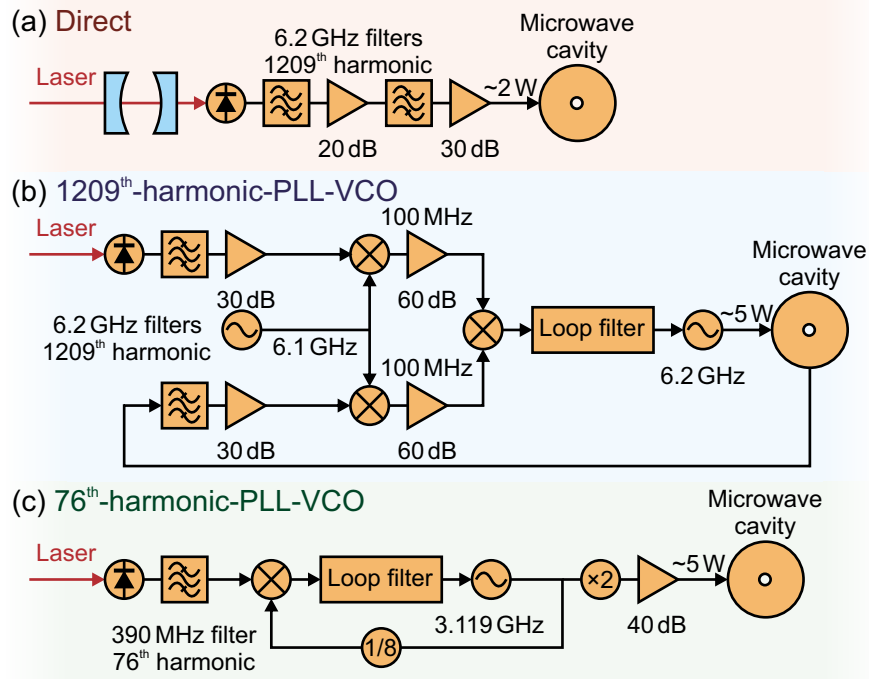 (a) Direct
Laser
6.2 GHz filters
1209th harmonic
20 dB
30 dB
~2 W
Microwave
cavity
(b) 1209th-harmonic-PLL-VCO
Laser
30 dB
100 MHz
60 dB
6.2 GHz filters
1209th harmonic
6.1 GHz
Loop filter
6.2 GHz
~5 W
Microwave
cavity
100 MHz
30 dB
60 dB
(c) 76th-harmonic-PLL-VCO
Laser
390 MHz filter
76th harmonic
Loop filter
3.119 GHz
1/8
×2
40 dB
~5 W
Microwave
cavity